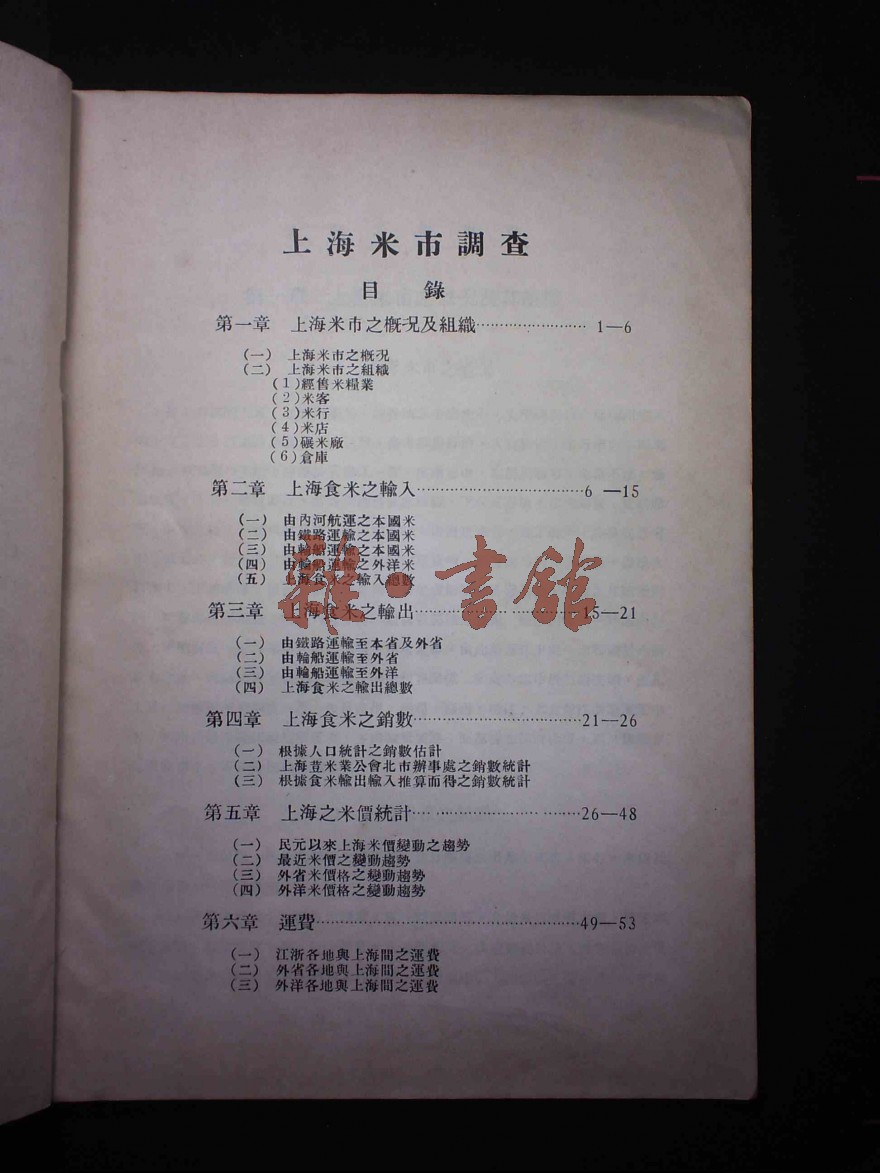 上海米市調查
目 錄
第一章 上海米市之概况及組織…………………… 1—6
(一) 上海米市之概况
(二) 上海米市之組織
(1)經售米糧業
(2)米客
(3)米行
(4)米店
(5)碾米廠
(6)倉庫
第二章 上海食米之輸入……………………………6—15
(一) 由內河航運之本國米
(二) 由鐵路運輸之本國米
(三) 由輪船運輸之本國米
(四) 由輪船運輸之外洋米
(五) 上海食米之輸入總數
雜·書館
第三章 上海食米之輸出……………………………15—21
(一) 由鐵路運輸至本省及外省
(二) 由輪船運輸至外省
(三) 由輪船運輸至外洋
(四) 上海食米之輸出總數
第四章 上海食米之銷數……………………………21—26
(一) 根據人口統計之銷數估計
(二) 上海荳米業公會北市辦事處之銷數統計
(三) 根據食米輸出輸入推算而得之銷數統計
第五章 上海之米價統計……………………………26—48
(一) 民元以來上海米價變動之趨勢
(二) 最近米價之變動趨勢
(三) 外省米價格之變動趨勢
(四) 外洋米價格之變動趨勢
第六章 運費……………………………………………49—53
(一) 江浙各地與上海間之運費
(二) 外省各地與上海間之運費
(三) 外洋各地與上海間之運費